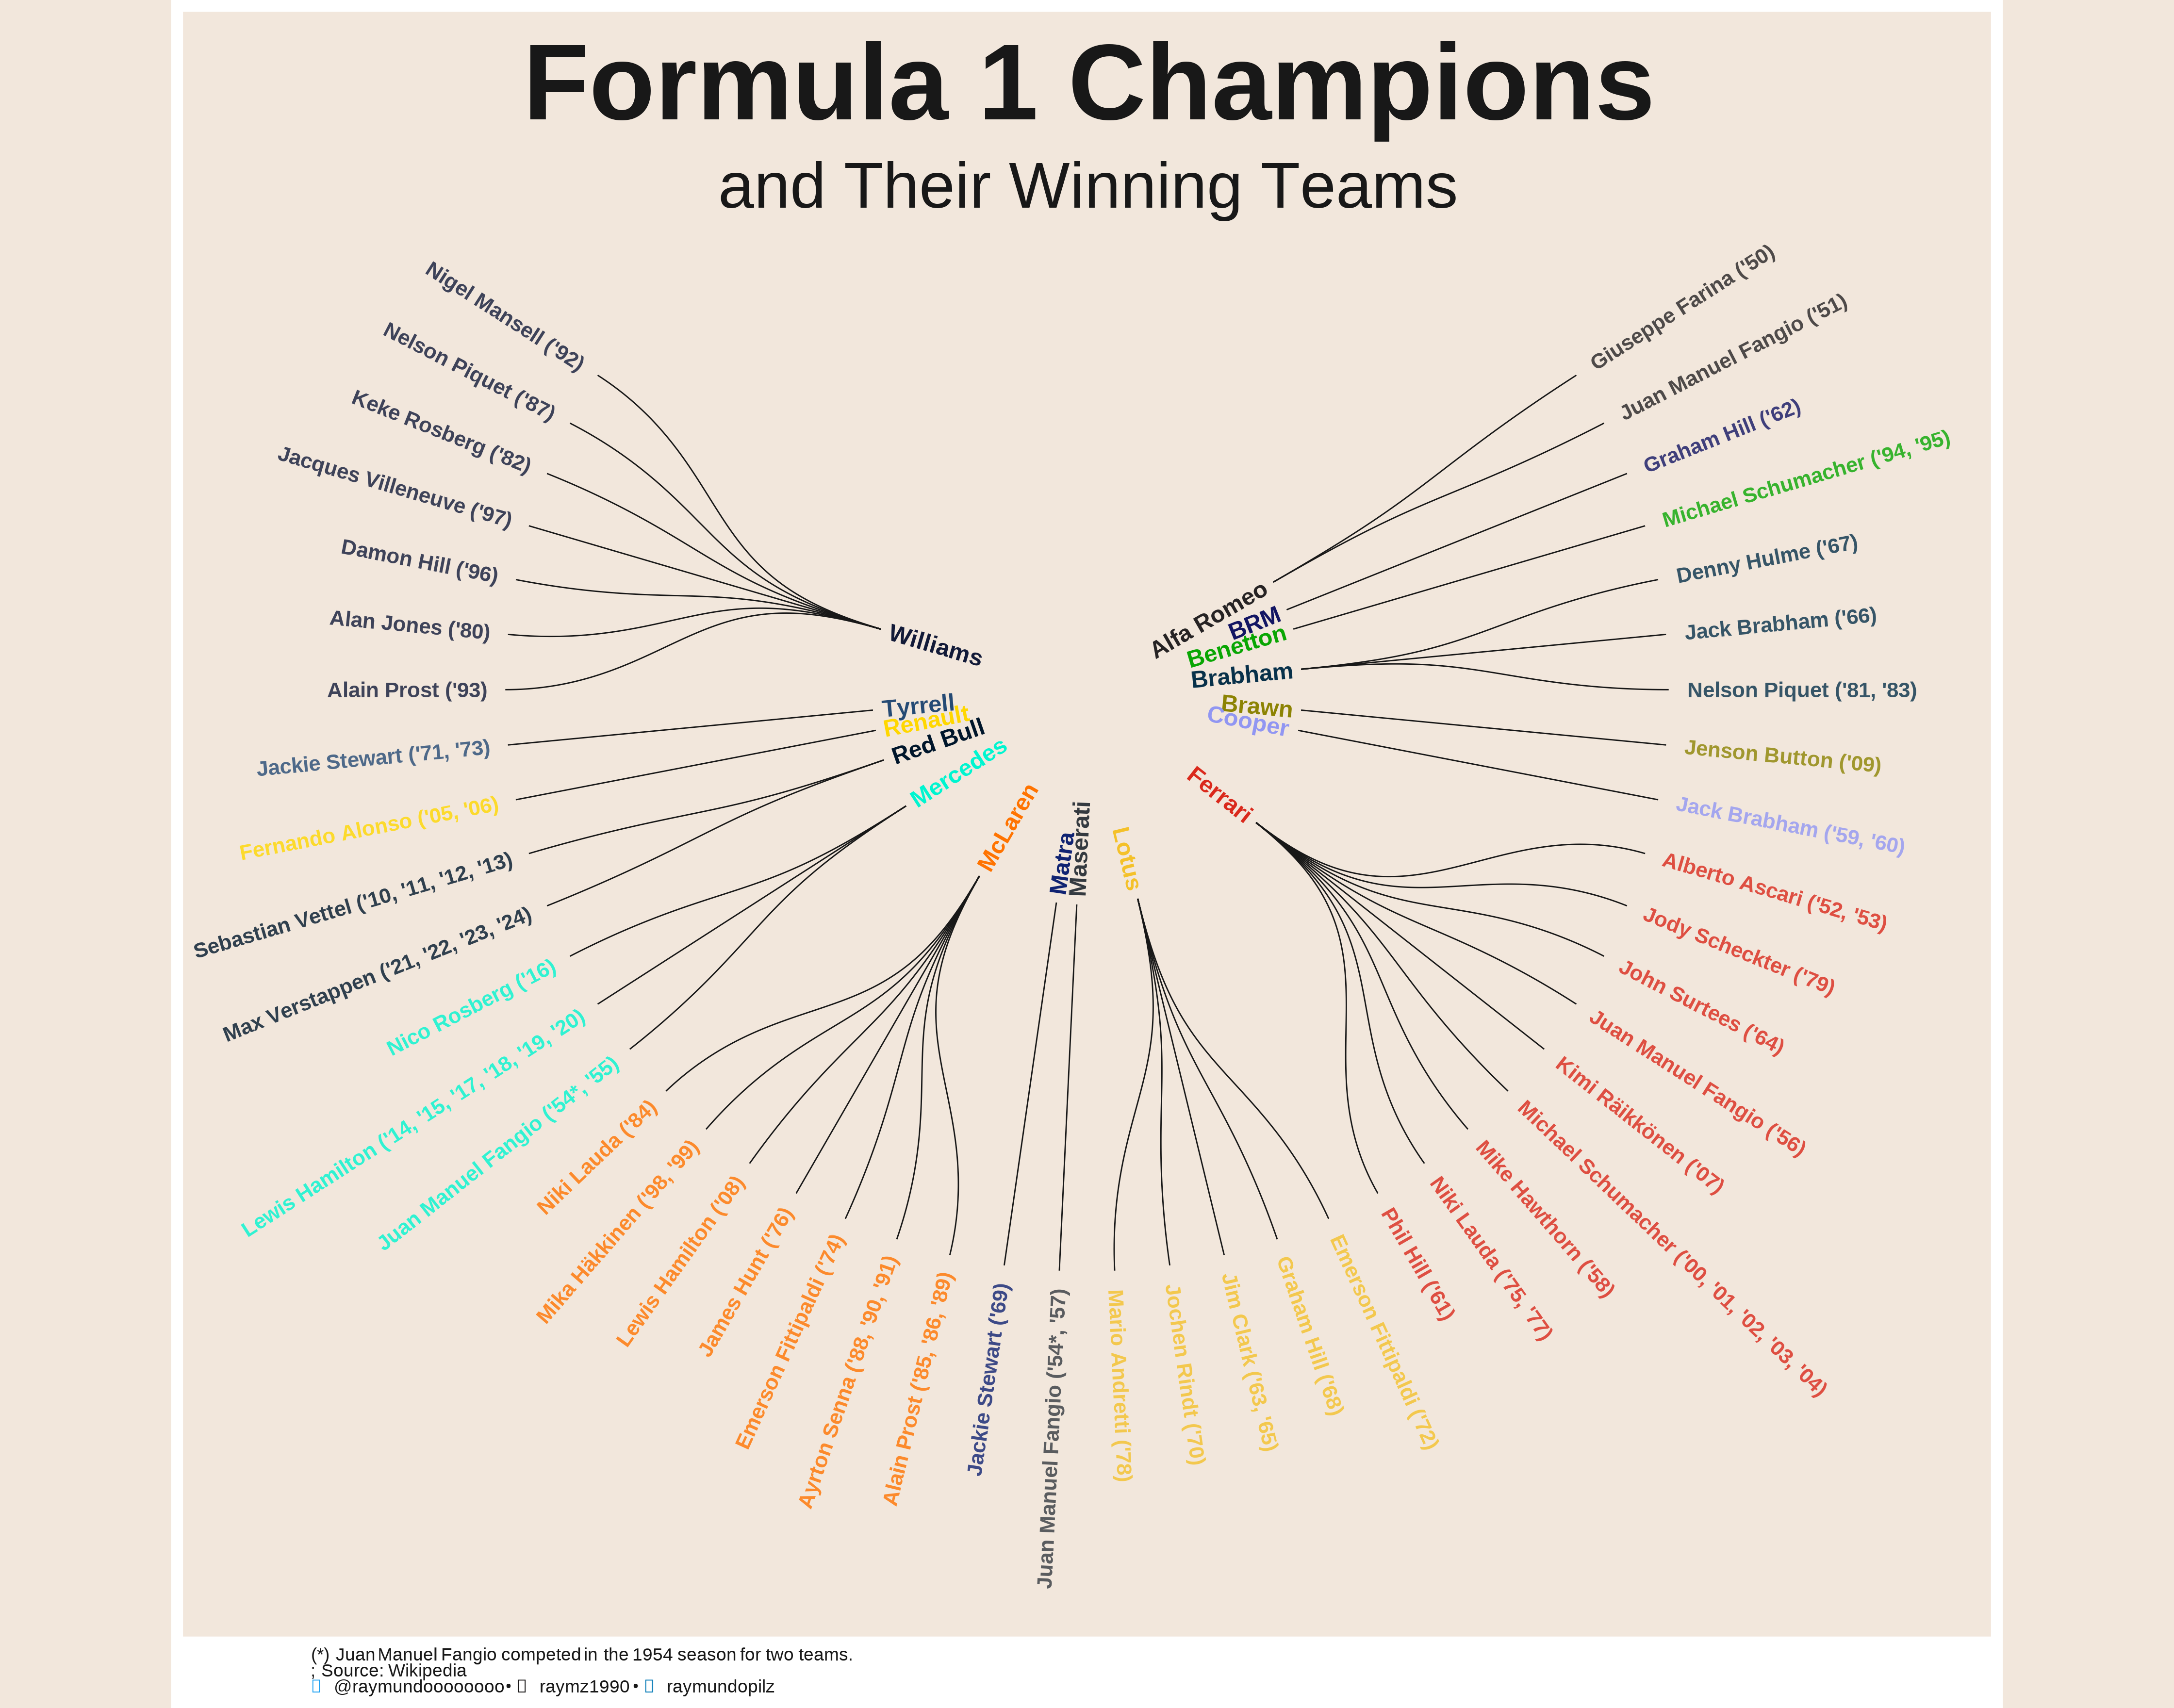 Formula 1 Champions
and Their Winning Teams
Alfa Romeo
Giuseppe Farina ('50)
Juan Manuel Fangio ('51)
BRM
Graham Hill ('62)
Benetton
Michael Schumacher ('94, '95)
Brabham
Denny Hulme ('67)
Jack Brabham ('66)
Nelson Piquet ('81, '83)
Brawn
Jenson Button ('09)
Cooper
Jack Brabham ('59, '60)
Ferrari
Alberto Ascari ('52, '53)
Jody Scheckter ('79)
John Surtees ('64)
Juan Manuel Fangio ('56)
Kimi Räikkönen ('07)
Michael Schumacher ('00, '01, '02, '03, '04)
Mike Hawthorn ('58)
Niki Lauda ('75, '77)
Phil Hill ('61)
Lotus
Emerson Fittipaldi ('72)
Graham Hill ('68)
Jim Clark ('63, '65)
Jochen Rindt ('70)
Mario Andretti ('78)
Maserati
Juan Manuel Fangio ('54*, '57)
Matra
Jackie Stewart ('69)
McLaren
Alain Prost ('85, '86, '89)
Ayrton Senna ('88, '90, '91)
Emerson Fittipaldi ('74)
James Hunt ('76)
Lewis Hamilton ('08)
Mika Häkkinen ('98, '99)
Niki Lauda ('84)
Mercedes
Juan Manuel Fangio ('54*, '55)
Lewis Hamilton ('14, '15, '17, '18, '19, '20)
Nico Rosberg ('16)
Red Bull
Max Verstappen ('21, '22, '23, '24)
Sebastian Vettel ('10, '11, '12, '13)
Renault
Fernando Alonso ('05, '06)
Tyrrell
Jackie Stewart ('71, '73)
Williams
Alain Prost ('93)
Alan Jones ('80)
Damon Hill ('96)
Jacques Villeneuve ('97)
Keke Rosberg ('82)
Nelson Piquet ('87)
Nigel Mansell ('92)
(*) Juan Manuel Fangio competed in the 1954 season for two teams.
; Source: Wikipedia
@raymundoooooooo • raymz1990 • raymundopilz